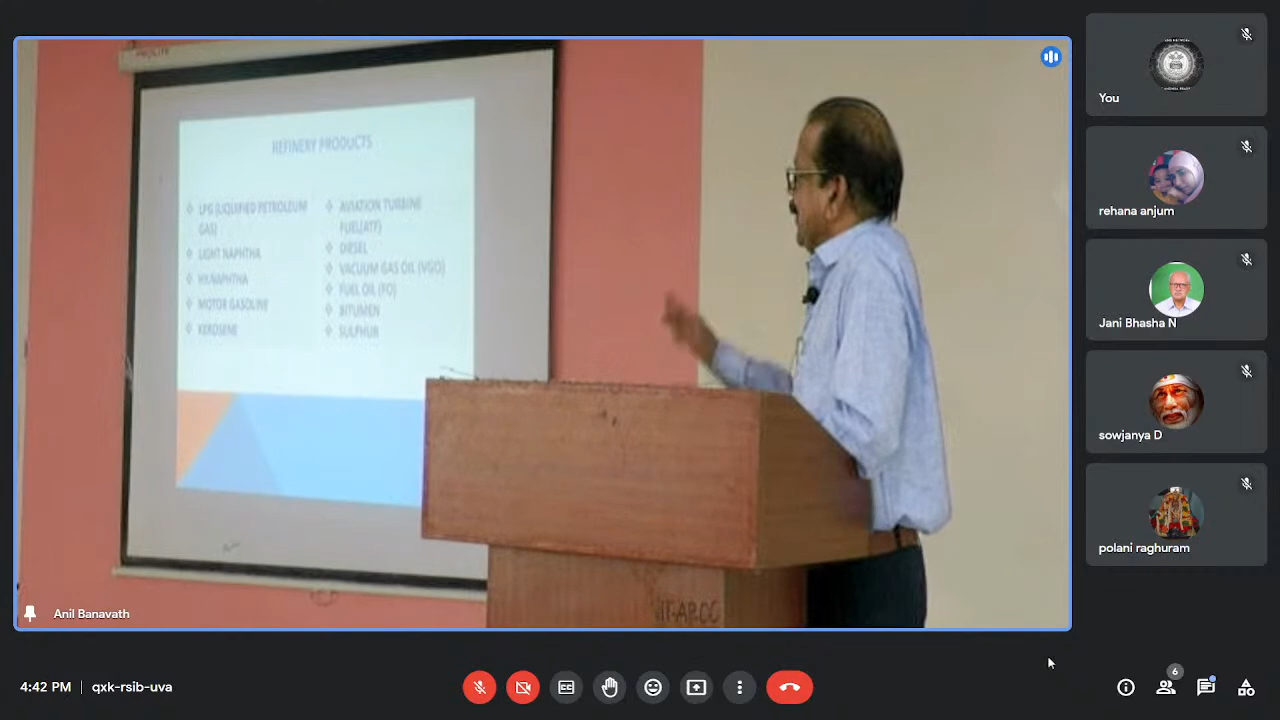 REFINERY PRODUCTS
LPG (LIQUIFIED PETROLEUM
GAS)
LIGHT NAPHTHA
HY.NAPHTHA
MOTOR GASOLINE
KEROSENE
AVIATION TURBINE
FUEL(ATF)
DIESEL
VACUUM GAS OIL (VGO)
FUEL OIL (FO)
BITUMEN
SULPHUR
Anil Banavath
You
rehana anjum
Jani Bhasha N
sowjanya D
polani raghuram
4:42 PM
qxk-rsib-uva
6